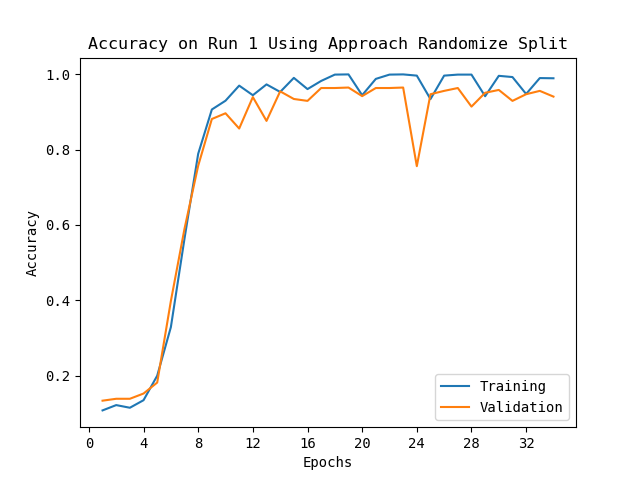 Accuracy on Run 1 Using Approach Randomize Split
1.0
0.8
0.6
0.4
0.2
Accuracy
Training
Validation
0 4 8 12 16 20 24 28 32
Epochs